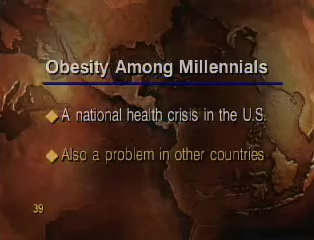 Obesity Among Millennials
A national health crisis in the U.S.
Also a problem in other countries
39